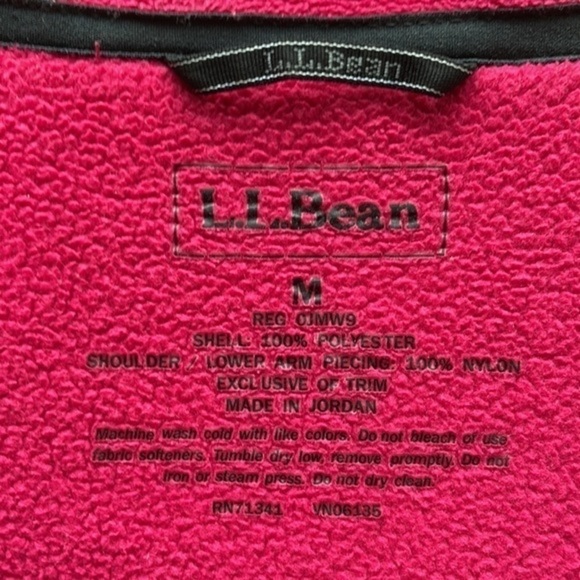 L.L.Bean
L.L.Bean
M
REG 0JMW9
SHELL: 100% POLYESTER
SHOULDER / LOWER ARM PIECING: 100% NYLON
EXCLUSIVE OF TRIM
MADE IN JORDAN
Machine wash cold with like colors. Do not bleach or use
fabric softeners. Tumble dry low, remove promptly. Do not
iron or steam press. Do not dry clean.
RN71341 VN06135